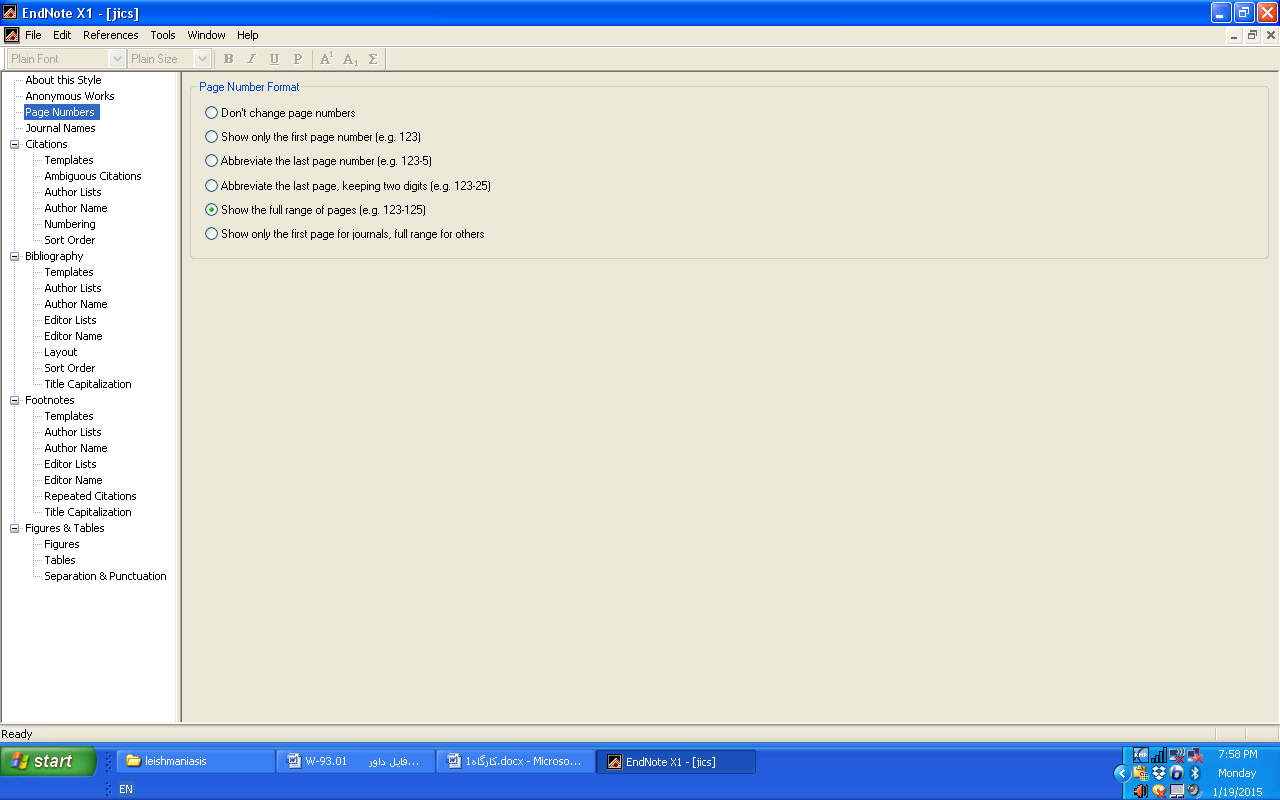 EndNote X1 - [jics]
File Edit References Tools Window Help
Plain Font Plain Size B I U P A¹ A₁ Σ
About this Style
Anonymous Works
Page Numbers
Journal Names
Citations
Templates
Ambiguous Citations
Author Lists
Author Name
Numbering
Sort Order
Bibliography
Templates
Author Lists
Author Name
Editor Lists
Editor Name
Layout
Sort Order
Title Capitalization
Footnotes
Templates
Author Lists
Author Name
Editor Lists
Editor Name
Repeated Citations
Title Capitalization
Figures & Tables
Figures
Tables
Separation & Punctuation
Page Number Format
Don't change page numbers
Show only the first page number (e.g. 123)
Abbreviate the last page number (e.g. 123-5)
Abbreviate the last page, keeping two digits (e.g. 123-25)
Show the full range of pages (e.g. 123-125)
Show only the first page for journals, full range for others
Ready
start leishmaniasis W-93.01 فایل داور... کارگاه1.docx - Microso... EndNote X1 - [jics]
EN
7:58 PM
Monday
1/19/2015